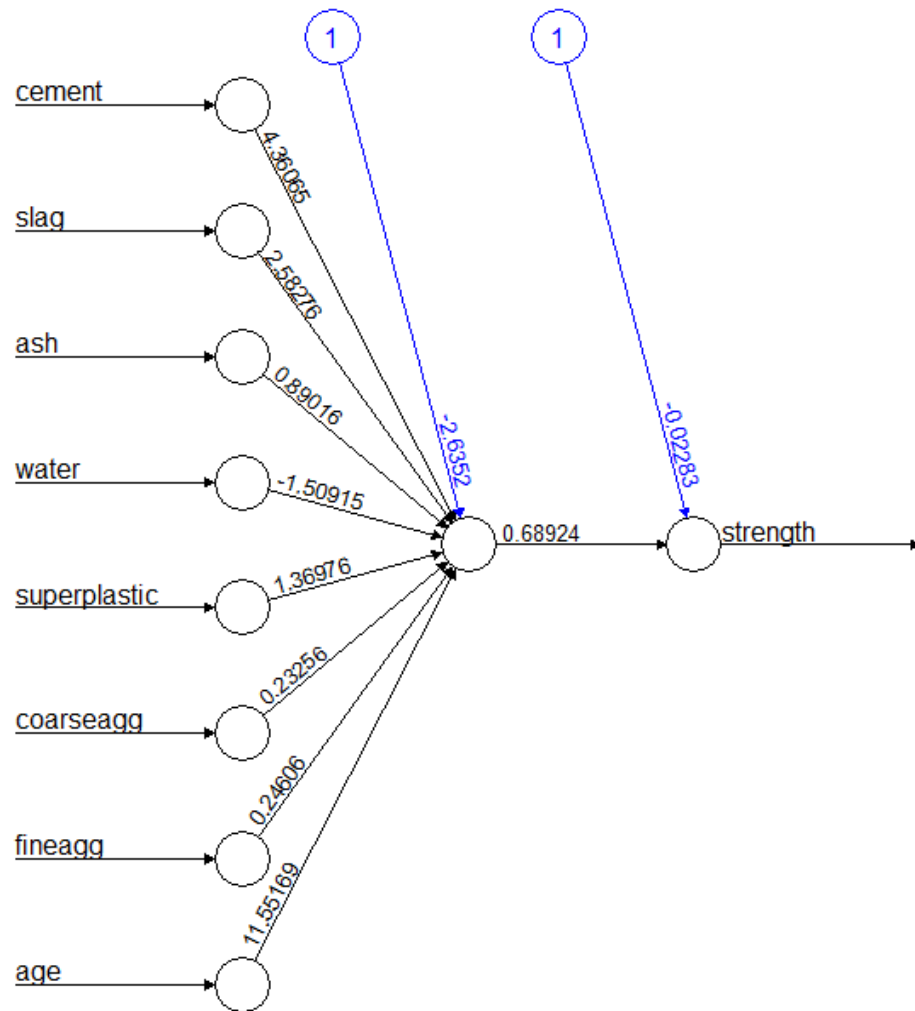 1
1
cement
4.36065
slag
2.58276
ash
0.89016
water
-1.50915
-2.6352
-0.02283
superplastic
1.36976
0.68924
strength
coarseagg
0.23256
fineagg
0.24606
age
11.55169